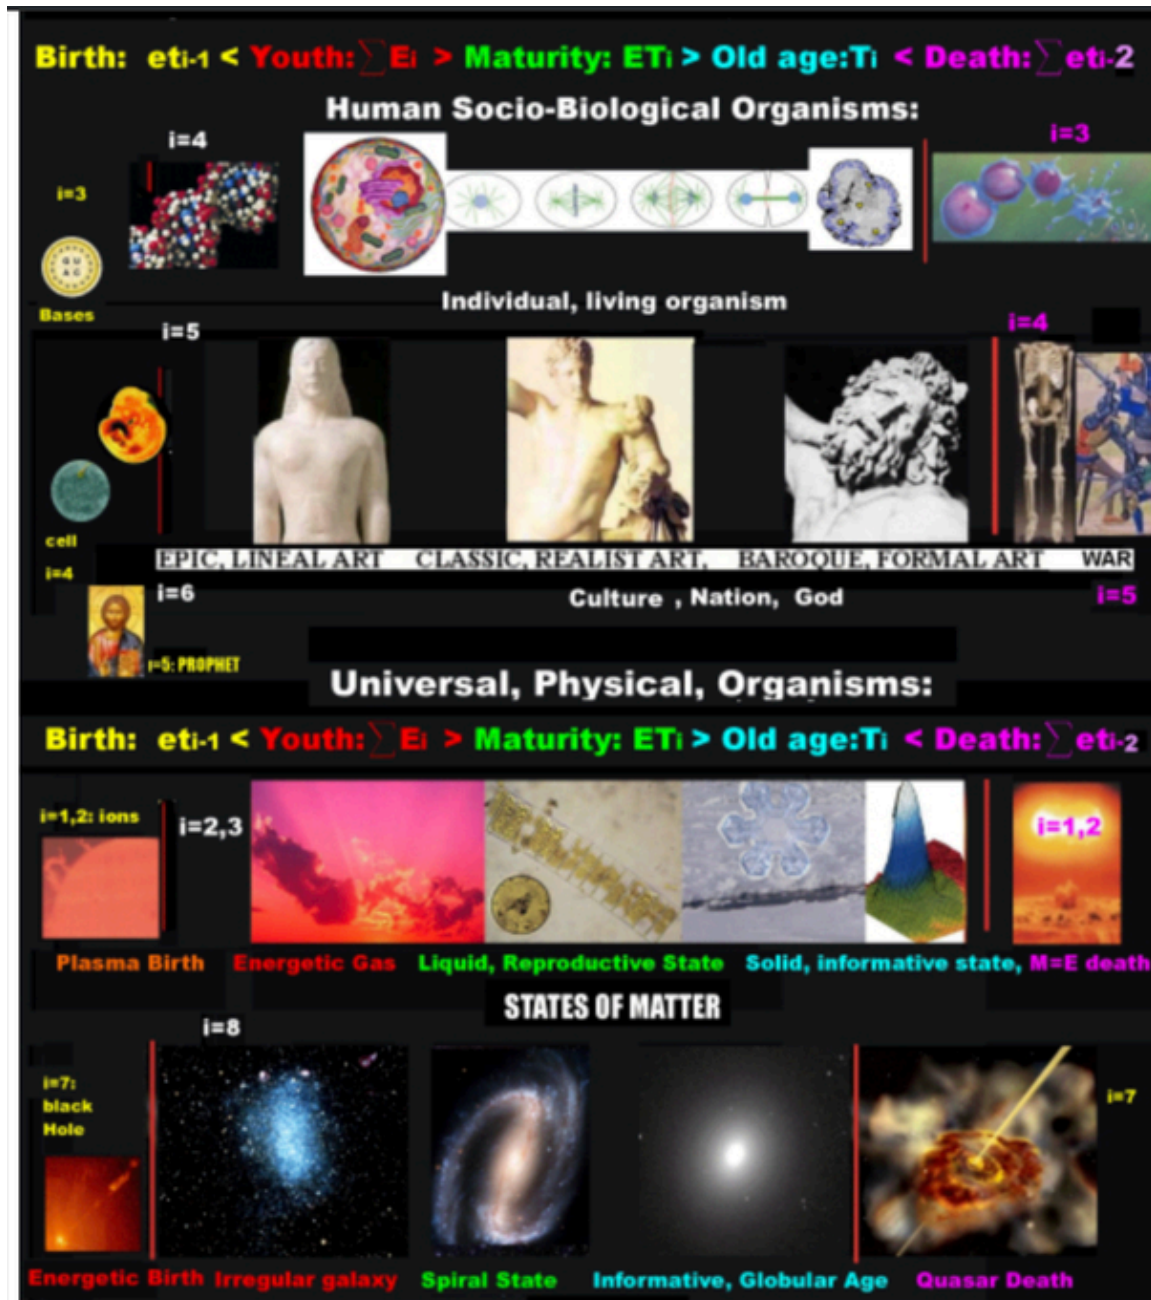 Birth: eti-1 < Youth:∑Ei > Maturity: ETi > Old age:Ti < Death:∑eti-2
Human Socio-Biological Organisms:
i=4
i=3
i=3
G U
A C
Bases
Individual, living organism
i=5
i=4
cell
EPIC, LINEAL ART CLASSIC, REALIST ART, BAROQUE, FORMAL ART WAR
i=4
i=6
Culture , Nation, God
i=5
i=5: PROPHET
Universal, Physical, Organisms:
Birth: eti-1 < Youth:∑Ei > Maturity: ETi > Old age:Ti < Death:∑eti-2
i=1,2: ions
i=2,3
i=1,2
Plasma Birth Energetic Gas Liquid, Reproductive State Solid, informative state, M=E death
STATES OF MATTER
i=8
i=7:
black
Hole
i=7
Energetic Birth Irregular galaxy Spiral State Informative, Globular Age Quasar Death